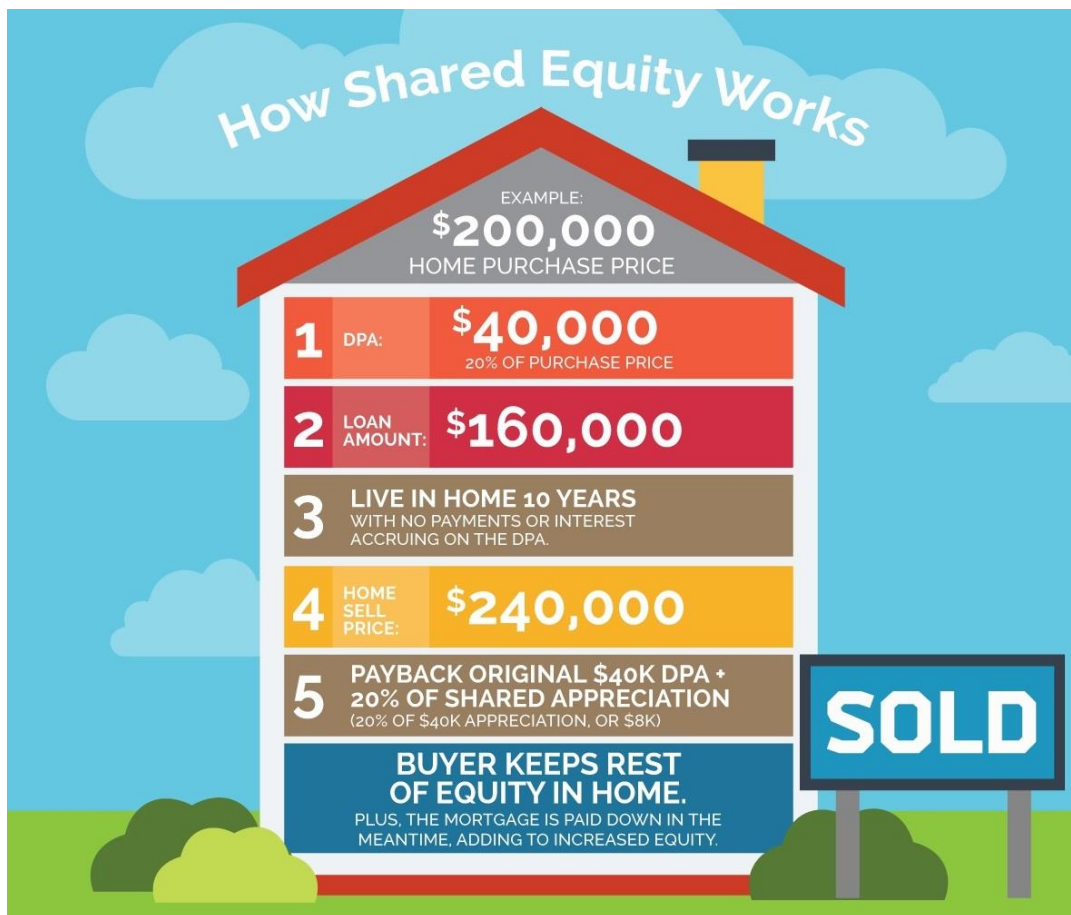 How Shared Equity Works
EXAMPLE:
$200,000
HOME PURCHASE PRICE
1 DPA: $40,000
20% OF PURCHASE PRICE
2 LOAN
AMOUNT: $160,000
3 LIVE IN HOME 10 YEARS
WITH NO PAYMENTS OR INTEREST
ACCRUING ON THE DPA.
4 HOME
SELL
PRICE: $240,000
5 PAYBACK ORIGINAL $40K DPA +
20% OF SHARED APPRECIATION
(20% OF $40K APPRECIATION, OR $8K)
BUYER KEEPS REST
OF EQUITY IN HOME.
PLUS, THE MORTGAGE IS PAID DOWN IN THE
MEANTIME, ADDING TO INCREASED EQUITY.
SOLD